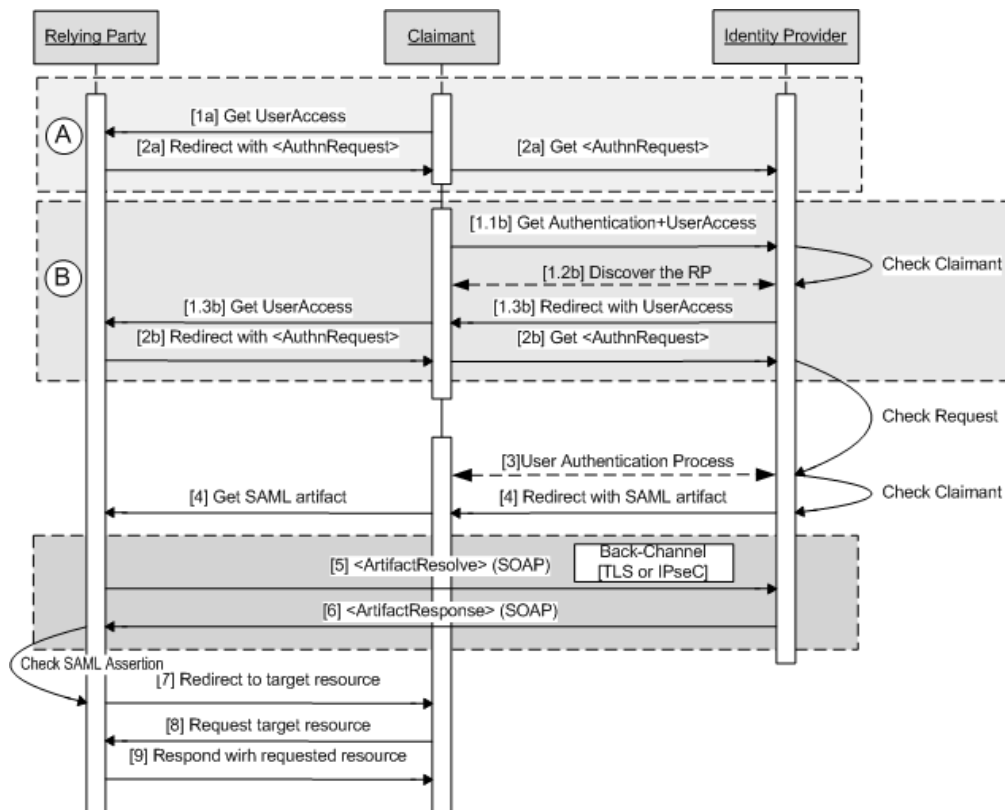 Relying Party
Claimant
Identity Provider
A
[1a] Get UserAccess
[2a] Redirect with <AuthnRequest>
[2a] Get <AuthnRequest>
B
[1.1b] Get Authentication+UserAccess
Check Claimant
[1.2b] Discover the RP
[1.3b] Get UserAccess
[1.3b] Redirect with UserAccess
[2b] Redirect with <AuthnRequest>
[2b] Get <AuthnRequest>
Check Request
[3]User Authentication Process
[4] Get SAML artifact
[4] Redirect with SAML artifact
Check Claimant
Back-Channel
[TLS or IPseC]
[5] <ArtifactResolve> (SOAP)
[6] <ArtifactResponse> (SOAP)
Check SAML Assertion
[7] Redirect to target resource
[8] Request target resource
[9] Respond wirh requested resource